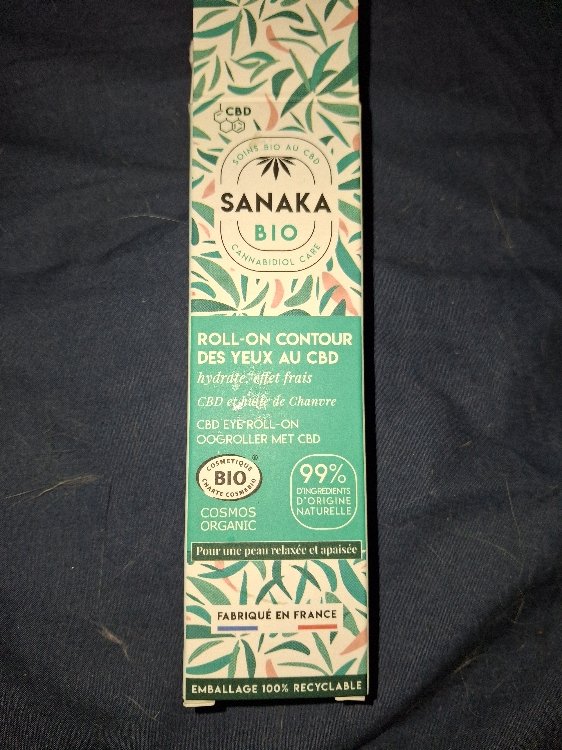 CBD
SOINS BIO AU CBD
SANAKA
BIO
CANNABIDIOL CARE
ROLL-ON CONTOUR
DES YEUX AU CBD
hydrate, effet frais
CBD et huile de Chanvre
CBD EYE ROLL-ON
OOGROLLER MET CBD
COSMETIQUE
®
BIO
CHARTE COSMEBIO
COSMOS
ORGANIC
99%
D'INGREDIENTS
D'ORIGINE
NATURELLE
Pour une peau relaxée et apaisée
FABRIQUÉ EN FRANCE
EMBALLAGE 100% RECYCLABLE